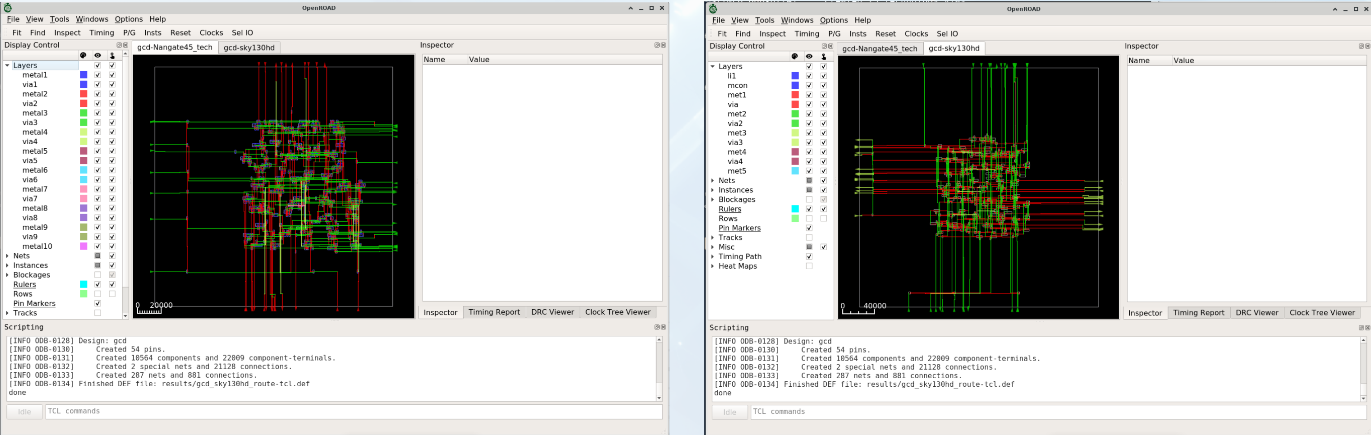 OpenROAD
File View Tools Windows Options Help
Fit Find Inspect Timing P/G Insts Reset Clocks Sel IO
Display Control
Layers
metal1
via1
metal2
via2
metal3
via3
metal4
via4
metal5
via5
metal6
via6
metal7
via7
metal8
via8
metal9
via9
metal10
Nets
Instances
Blockages
Rulers
Rows
Pin Markers
Tracks
gcd-Nangate45_tech gcd-sky130hd
0 20000
Inspector
Name Value
Inspector Timing Report DRC Viewer Clock Tree Viewer
Scripting
[INFO ODB-0128] Design: gcd
[INFO ODB-0130] Created 54 pins.
[INFO ODB-0131] Created 10564 components and 22009 component-terminals.
[INFO ODB-0132] Created 2 special nets and 21128 connections.
[INFO ODB-0133] Created 287 nets and 881 connections.
[INFO ODB-0134] Finished DEF file: results/gcd_sky130hd_route-tcl.def
done
Idle TCL commands
OpenROAD
File View Tools Windows Options Help
Fit Find Inspect Timing P/G Insts Reset Clocks Sel IO
Display Control
Layers
li1
mcon
met1
via
met2
via2
met3
via3
met4
via4
met5
Nets
Instances
Blockages
Rulers
Rows
Pin Markers
Tracks
Misc
Timing Path
Heat Maps
gcd-Nangate45_tech gcd-sky130hd
0 40000
Inspector
Name Value
Inspector Timing Report DRC Viewer Clock Tree Viewer
Scripting
[INFO ODB-0128] Design: gcd
[INFO ODB-0130] Created 54 pins.
[INFO ODB-0131] Created 10564 components and 22009 component-terminals.
[INFO ODB-0132] Created 2 special nets and 21128 connections.
[INFO ODB-0133] Created 287 nets and 881 connections.
[INFO ODB-0134] Finished DEF file: results/gcd_sky130hd_route-tcl.def
done
Idle TCL commands